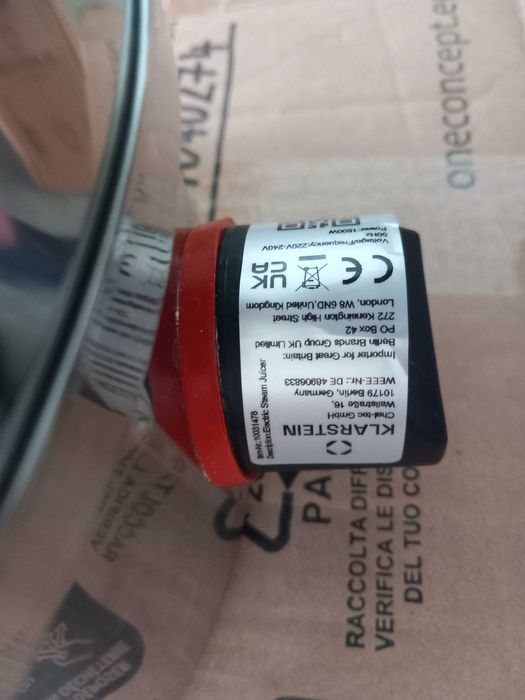 KLARSTEIN
Chal-tec GmbH
Wallstraße 16,
10179 Berlin, Germany
WEEE-Nr.: DE 46906833
Importer for Great Britain:
Berlin Brands Group UK Limited
PO Box 42
272 Kensington High Street
London, W8 6ND, United Kingdom
CE
UK
CA
Item-Nr.:10031478
Description:Electric Steam Juicer
Voltage/Frequency:220V-240V
50Hz
Power:1500W
oneconcept
PA
RACCOLTA DIFF
VERIFICA LE DIS
DEL TUO CO